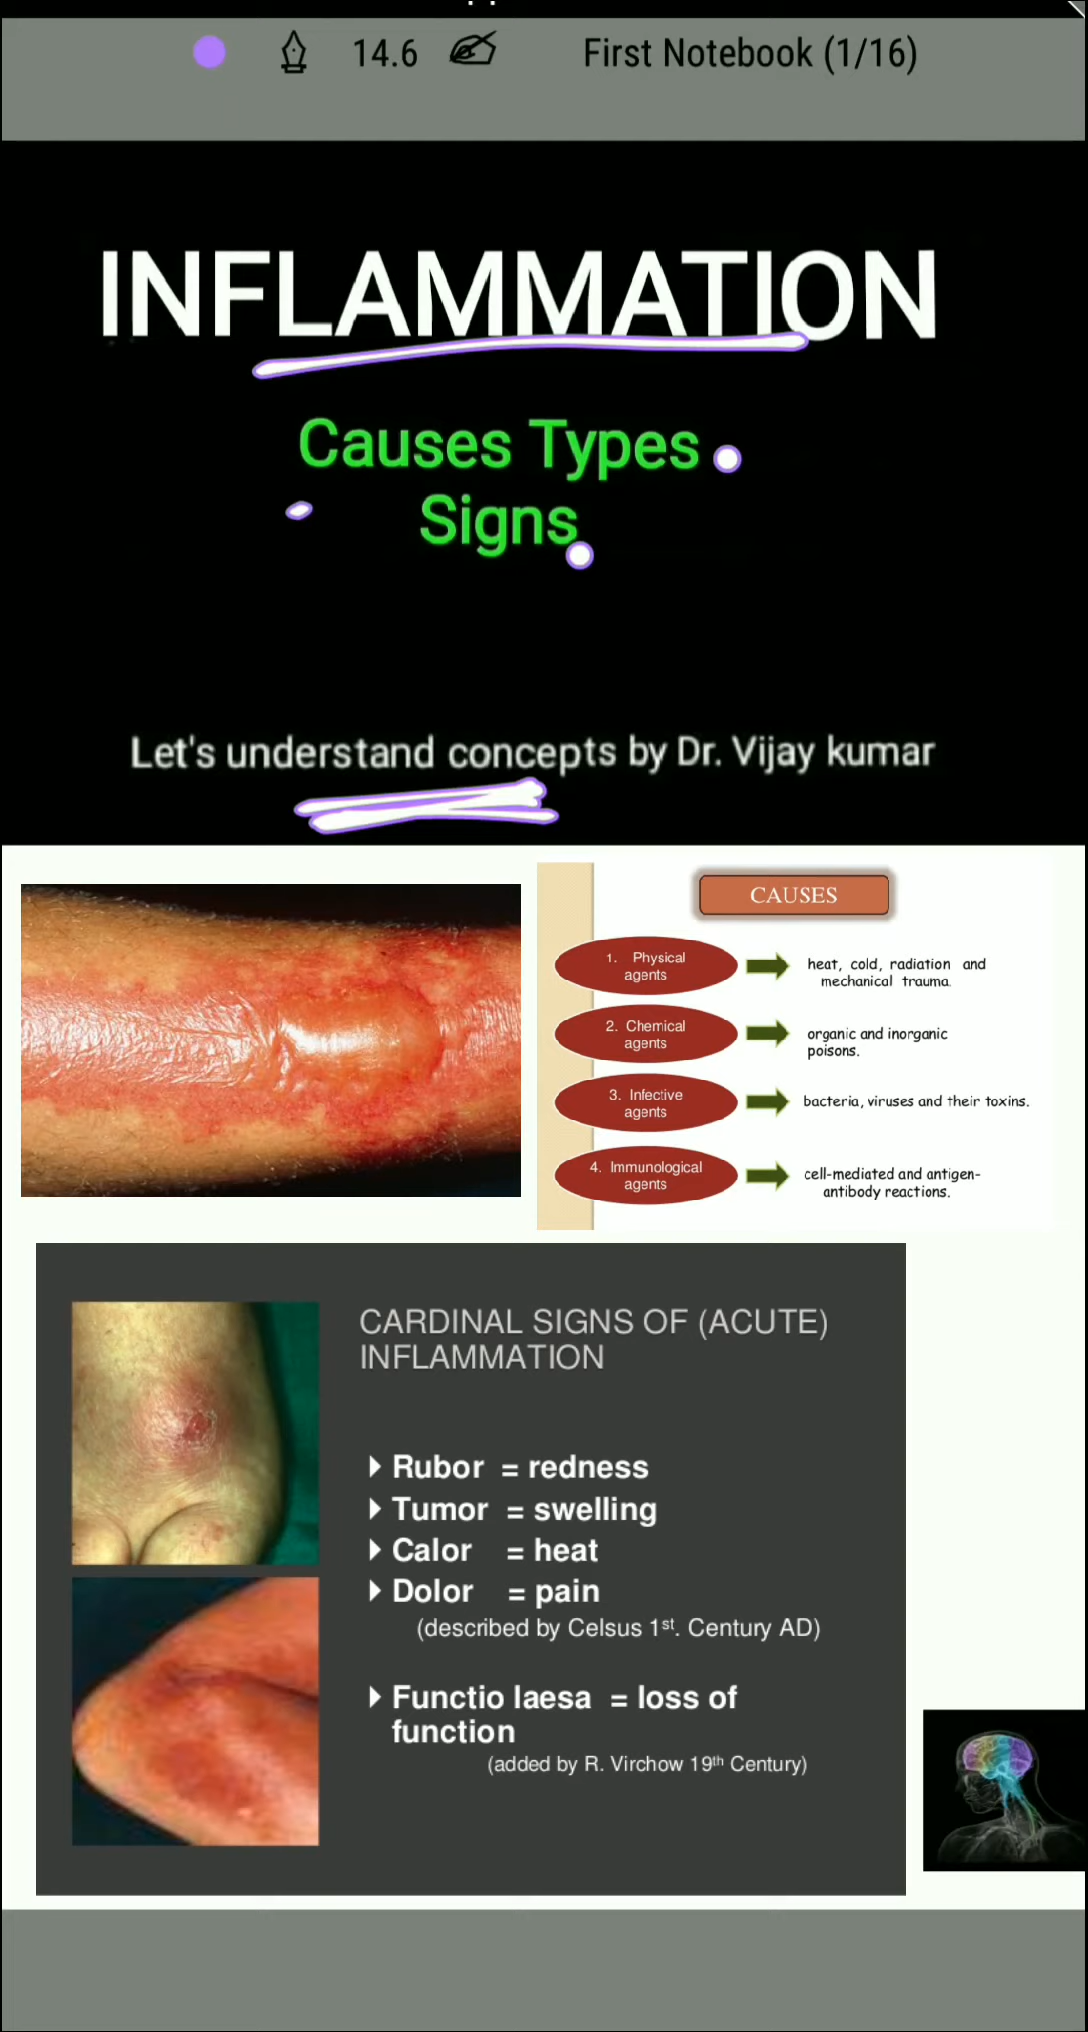 14.6 First Notebook (1/16)
INFLAMMATION
Causes Types
Signs
Let's understand concepts by Dr. Vijay kumar
CAUSES
1. Physical
agents
heat, cold, radiation and
mechanical trauma.
2. Chemical
agents
organic and inorganic
poisons.
3. Infective
agents
bacteria, viruses and their toxins.
4. Immunological
agents
cell-mediated and antigen-
antibody reactions.
CARDINAL SIGNS OF (ACUTE)
INFLAMMATION
Rubor = redness
Tumor = swelling
Calor = heat
Dolor = pain
(described by Celsus 1st. Century AD)
Functio laesa = loss of
function
(added by R. Virchow 19th Century)